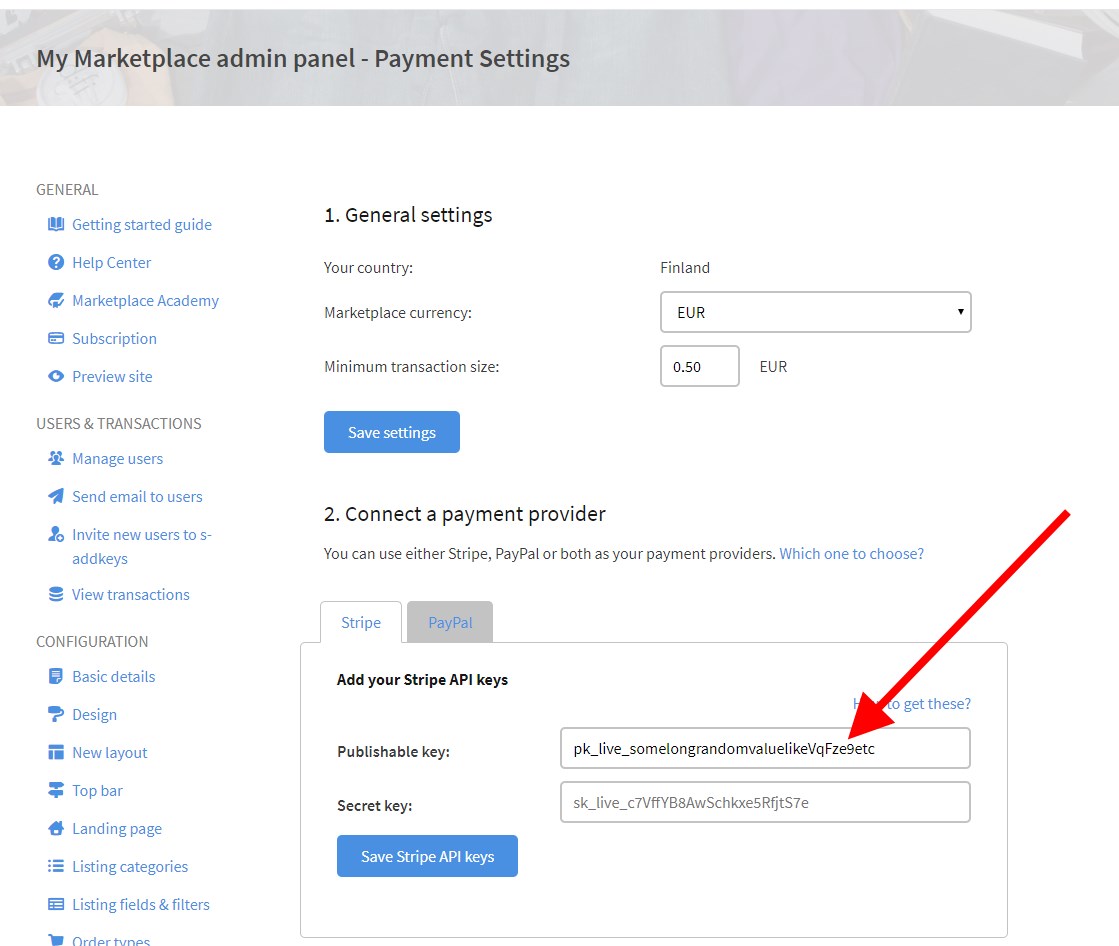 My Marketplace admin panel - Payment Settings
GENERAL
Getting started guide
Help Center
Marketplace Academy
Subscription
Preview site
USERS & TRANSACTIONS
Manage users
Send email to users
Invite new users to s-
addkeys
View transactions
CONFIGURATION
Basic details
Design
New layout
Top bar
Landing page
Listing categories
Listing fields & filters
Order types
1. General settings
Your country: Finland
Marketplace currency: EUR
Minimum transaction size: 0.50 EUR
Save settings
2. Connect a payment provider
You can use either Stripe, PayPal or both as your payment providers. Which one to choose?
Stripe PayPal
Add your Stripe API keys
to get these?
Publishable key: pk_live_somelongrandomvaluelikeVqFze9etc
Secret key: sk_live_c7VffYB8AwSchkxe5RfjtS7e
Save Stripe API keys